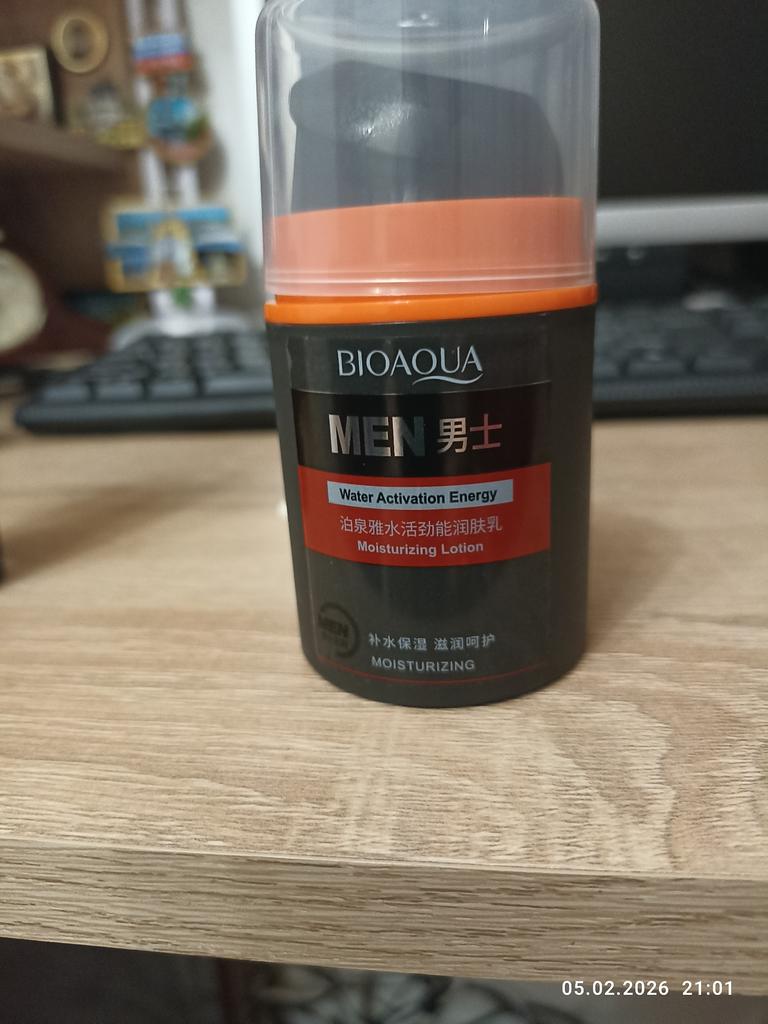 BIOAQUA
MEN 男士
Water Activation Energy
泊泉雅水活劲能润肤乳
Moisturizing Lotion
MEN
补水保湿 滋润呵护
MOISTURIZING
05.02.2026 21:01